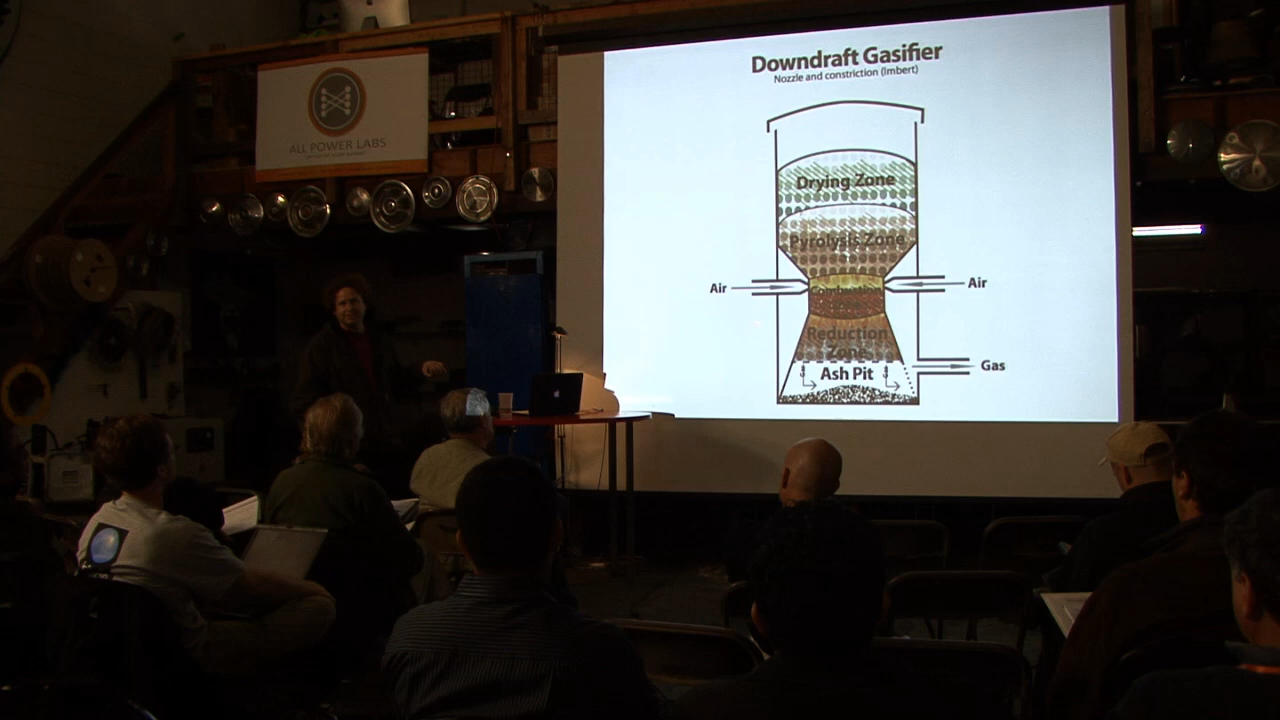 ALL POWER LABS
Downdraft Gasifier
Nozzle and constriction (Imbert)
Drying Zone
Pyrolysis Zone
Air
Combustion
Air
Reduction
Zone
Ash Pit
Gas